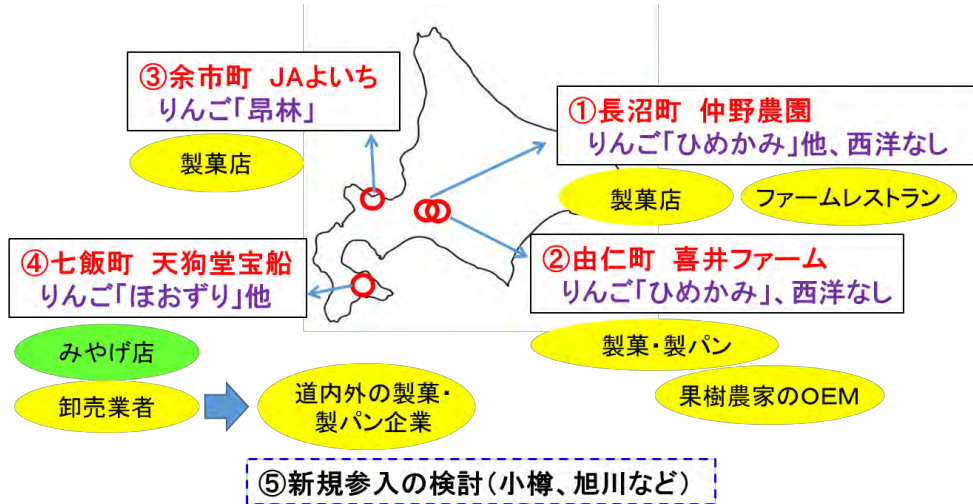 ③余市町 JAよいち
りんご「昂林」
製菓店
①長沼町 仲野農園
りんご「ひめかみ」他、西洋なし
製菓店
ファームレストラン
④七飯町 天狗堂宝船
りんご「ほおずり」他
みやげ店
卸売業者
道内外の製菓・
製パン企業
②由仁町 喜井ファーム
りんご「ひめかみ」、西洋なし
製菓・製パン
果樹農家のOEM
⑤新規参入の検討（小樽、旭川など）